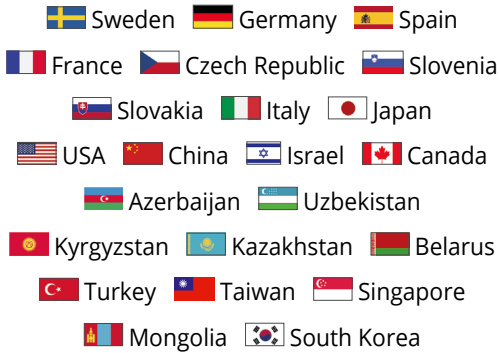 Sweden Germany Spain
France Czech Republic Slovenia
Slovakia Italy Japan
USA China Israel Canada
Azerbaijan Uzbekistan
Kyrgyzstan Kazakhstan Belarus
Turkey Taiwan Singapore
Mongolia South Korea